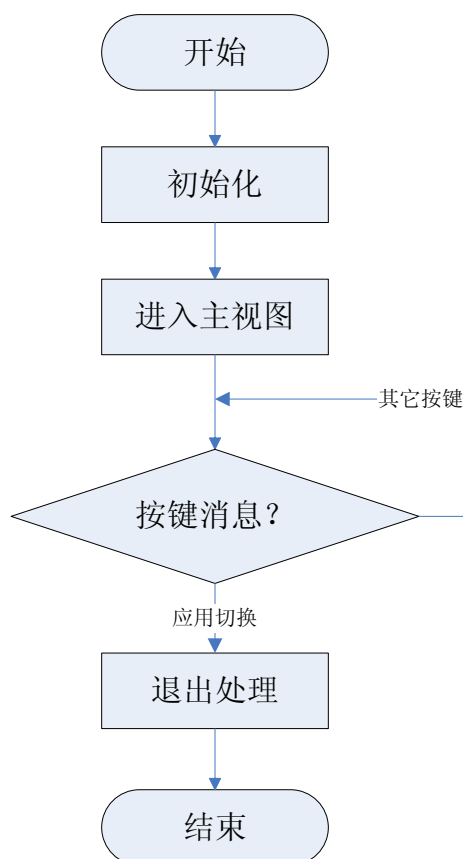 开始
初始化
进入主视图
其它按键
按键消息？
应用切换
退出处理
结束